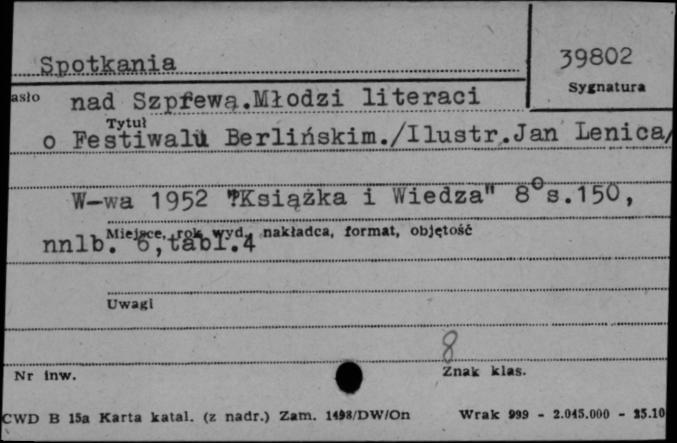 Spotkania
39802
Sygnatura
asło nad Szprewą.Młodzi literaci
Tytuł
o Festiwalu Berlińskim./Ilustr.Jan Lenica/
W-wa 1952 "Książka i Wiedza" 8° s.150,
Miejsce, rok wyd., nakładca, format, objętość
nnlb. 6,tabl.4
Uwagi
8
Nr inw.
Znak klas.
CWD B 15a Karta katal. (z nadr.) Zam. 1498/DW/On Wrak 999 - 2.045.000 - 25.10